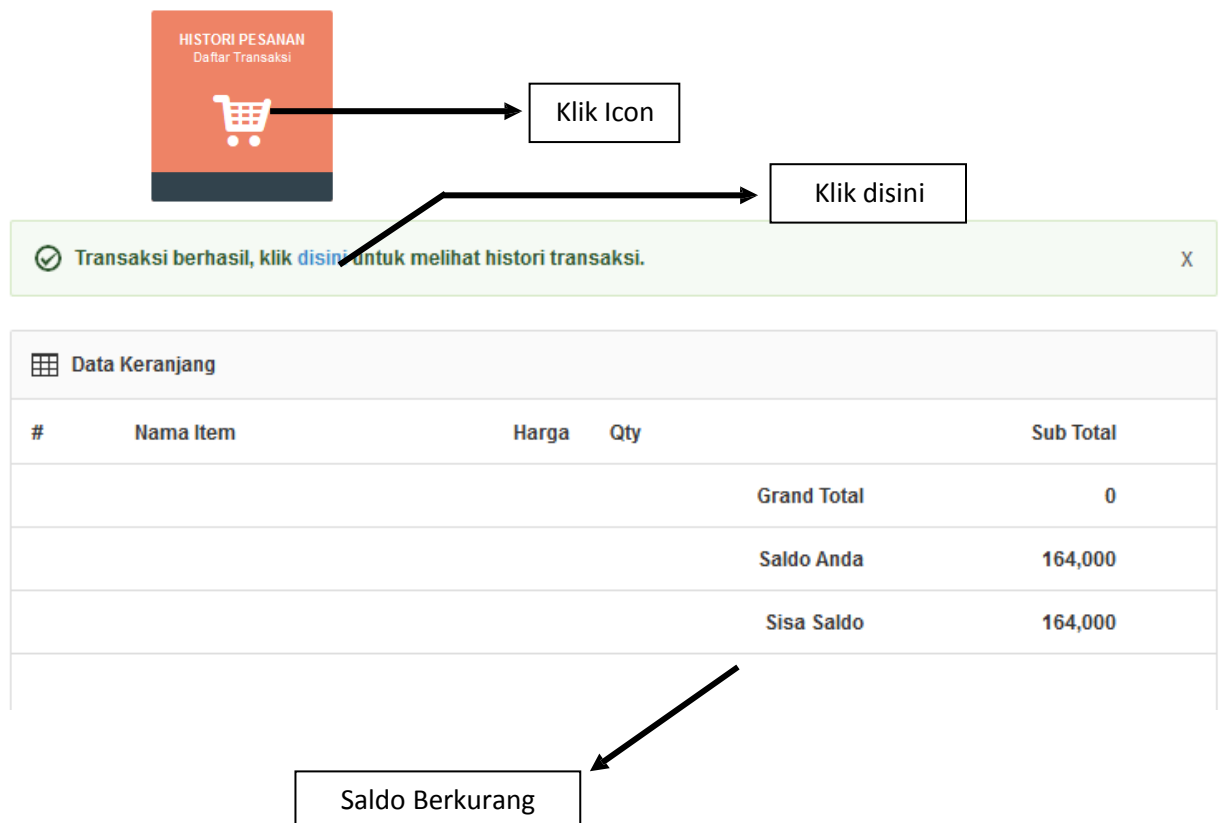 HISTORI PESANAN
Daftar Transaksi
Klik Icon
Klik disini
Transaksi berhasil, klik disini untuk melihat histori transaksi.
X
Data Keranjang
# Nama Item Harga Qty Sub Total
Grand Total 0
Saldo Anda 164,000
Sisa Saldo 164,000
Saldo Berkurang